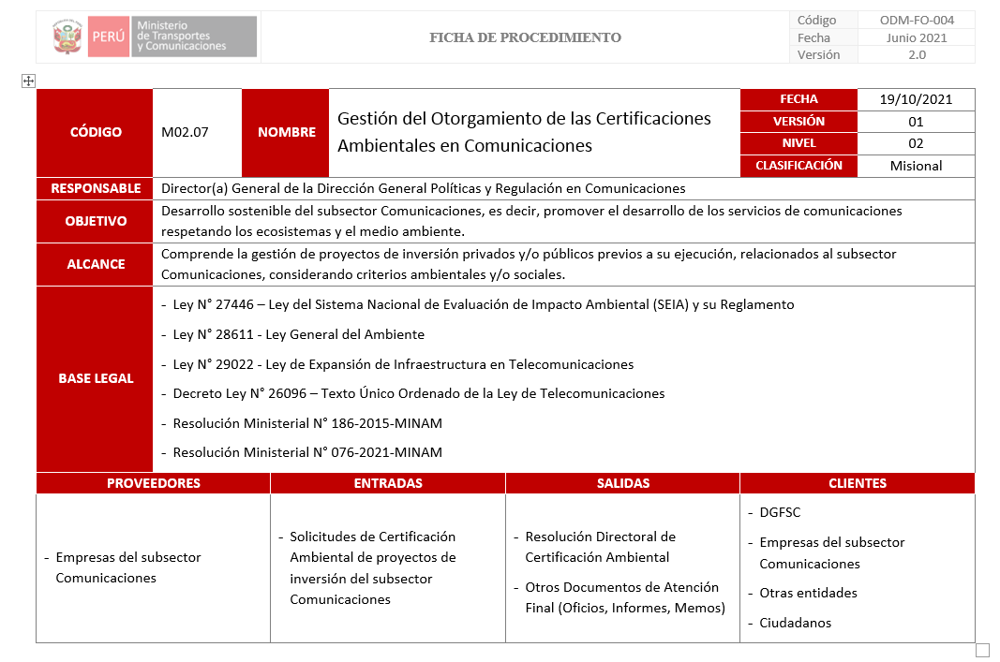 PERÚ
Ministerio
de Transportes
y Comunicaciones
FICHA DE PROCEDIMIENTO
Código ODM-FO-004
Fecha Junio 2021
Versión 2.0
CÓDIGO
M02.07
NOMBRE
Gestión del Otorgamiento de las Certificaciones
Ambientales en Comunicaciones
FECHA 19/10/2021
VERSIÓN 01
NIVEL 02
CLASIFICACIÓN Misional
RESPONSABLE Director(a) General de la Dirección General Políticas y Regulación en Comunicaciones
OBJETIVO
Desarrollo sostenible del subsector Comunicaciones, es decir, promover el desarrollo de los servicios de comunicaciones
respetando los ecosistemas y el medio ambiente.
ALCANCE
Comprende la gestión de proyectos de inversión privados y/o públicos previos a su ejecución, relacionados al subsector
Comunicaciones, considerando criterios ambientales y/o sociales.
BASE LEGAL
- Ley N° 27446 – Ley del Sistema Nacional de Evaluación de Impacto Ambiental (SEIA) y su Reglamento
- Ley N° 28611 - Ley General del Ambiente
- Ley N° 29022 - Ley de Expansión de Infraestructura en Telecomunicaciones
- Decreto Ley N° 26096 – Texto Único Ordenado de la Ley de Telecomunicaciones
- Resolución Ministerial N° 186-2015-MINAM
- Resolución Ministerial N° 076-2021-MINAM
PROVEEDORES ENTRADAS SALIDAS CLIENTES
- Empresas del subsector
Comunicaciones
- Solicitudes de Certificación
Ambiental de proyectos de
inversión del subsector
Comunicaciones
- Resolución Directoral de
Certificación Ambiental
- Otros Documentos de Atención
Final (Oficios, Informes, Memos)
- DGFSC
- Empresas del subsector
Comunicaciones
- Otras entidades
- Ciudadanos